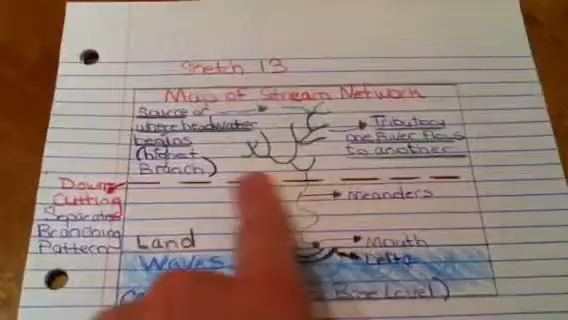 Sketch 13
Map of Stream Network
Source or
where headwater
begins
(highest
Branch)
Tributary
one River flows
to another
Down
Cutting
Separates
Branching
Pattern
Meanders
Land
Mouth
Waves
Delta
Base Level)